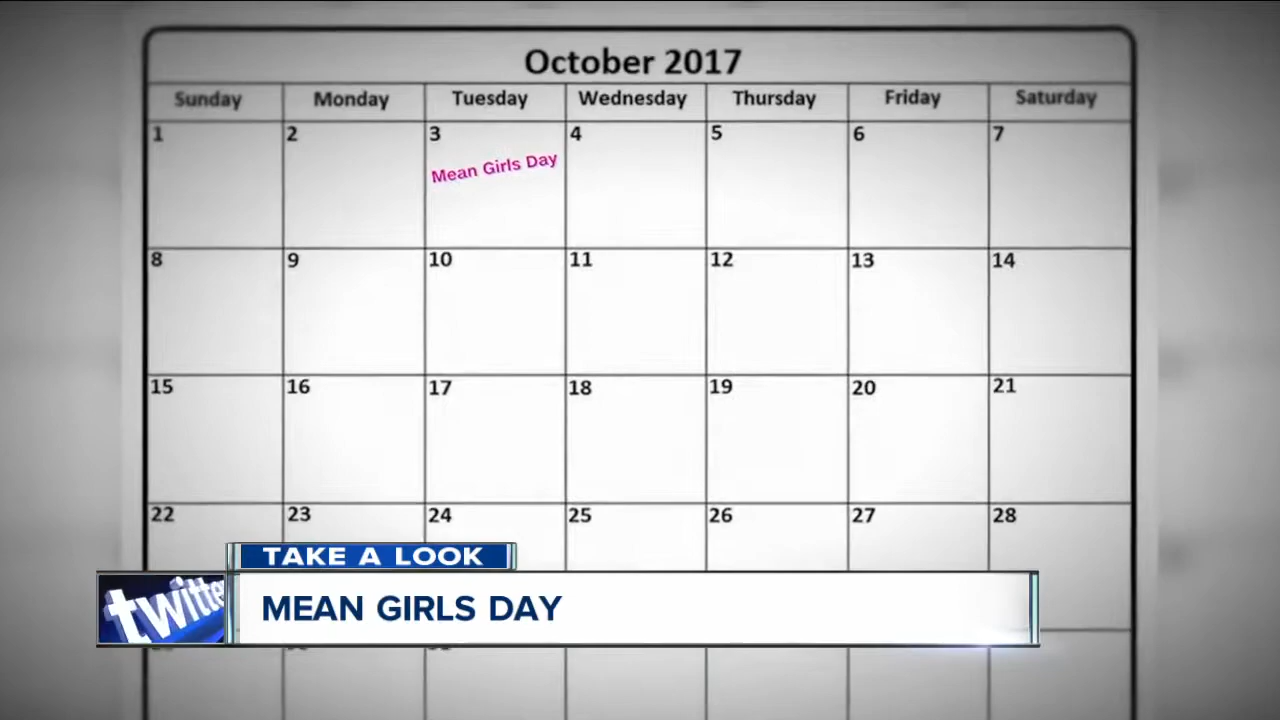 October 2017
Sunday Monday Tuesday Wednesday Thursday Friday Saturday
1 2 3 4 5 6 7
Mean Girls Day
8 9 10 11 12 13 14
15 16 17 18 19 20 21
22 23 24 25 26 27 28
TAKE A LOOK
twitte
MEAN GIRLS DAY